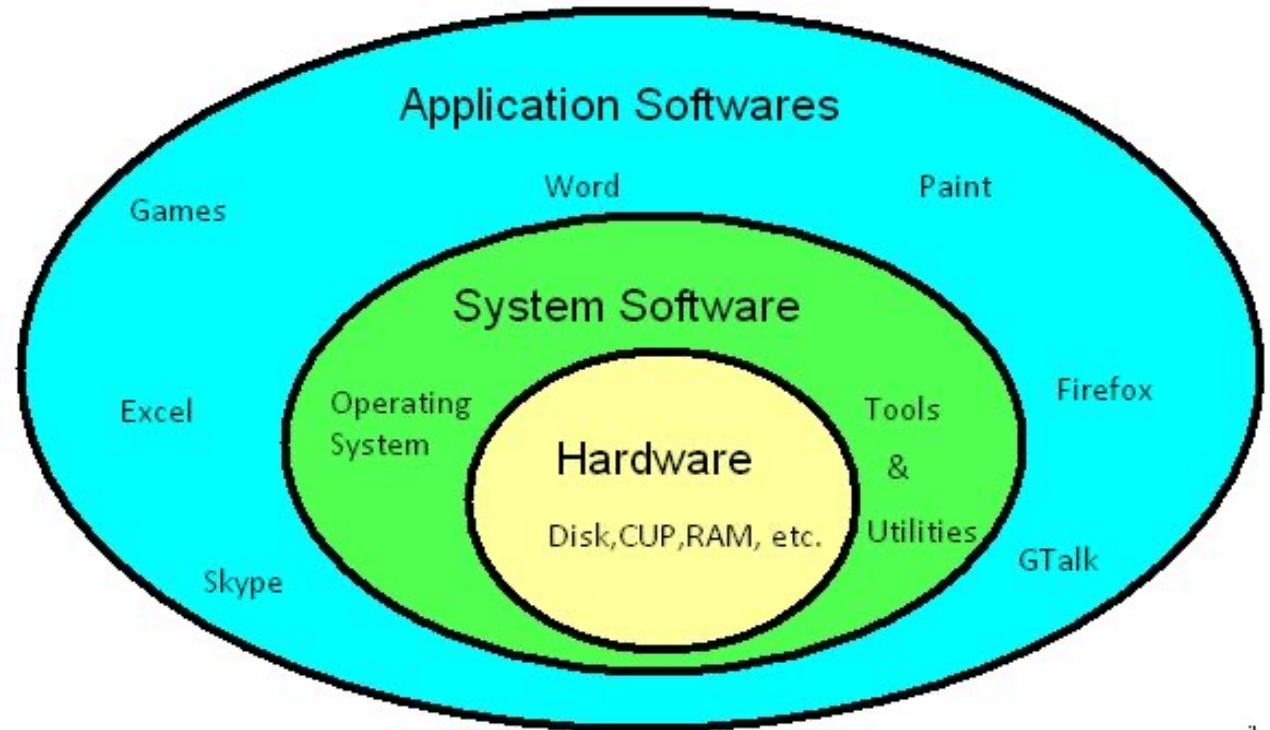 Application Softwares
Word
Paint
Games
System Software
Firefox
Excel
Operating
System
Tools
&
Utilities
Hardware
Disk,CUP,RAM, etc.
GTalk
Skype